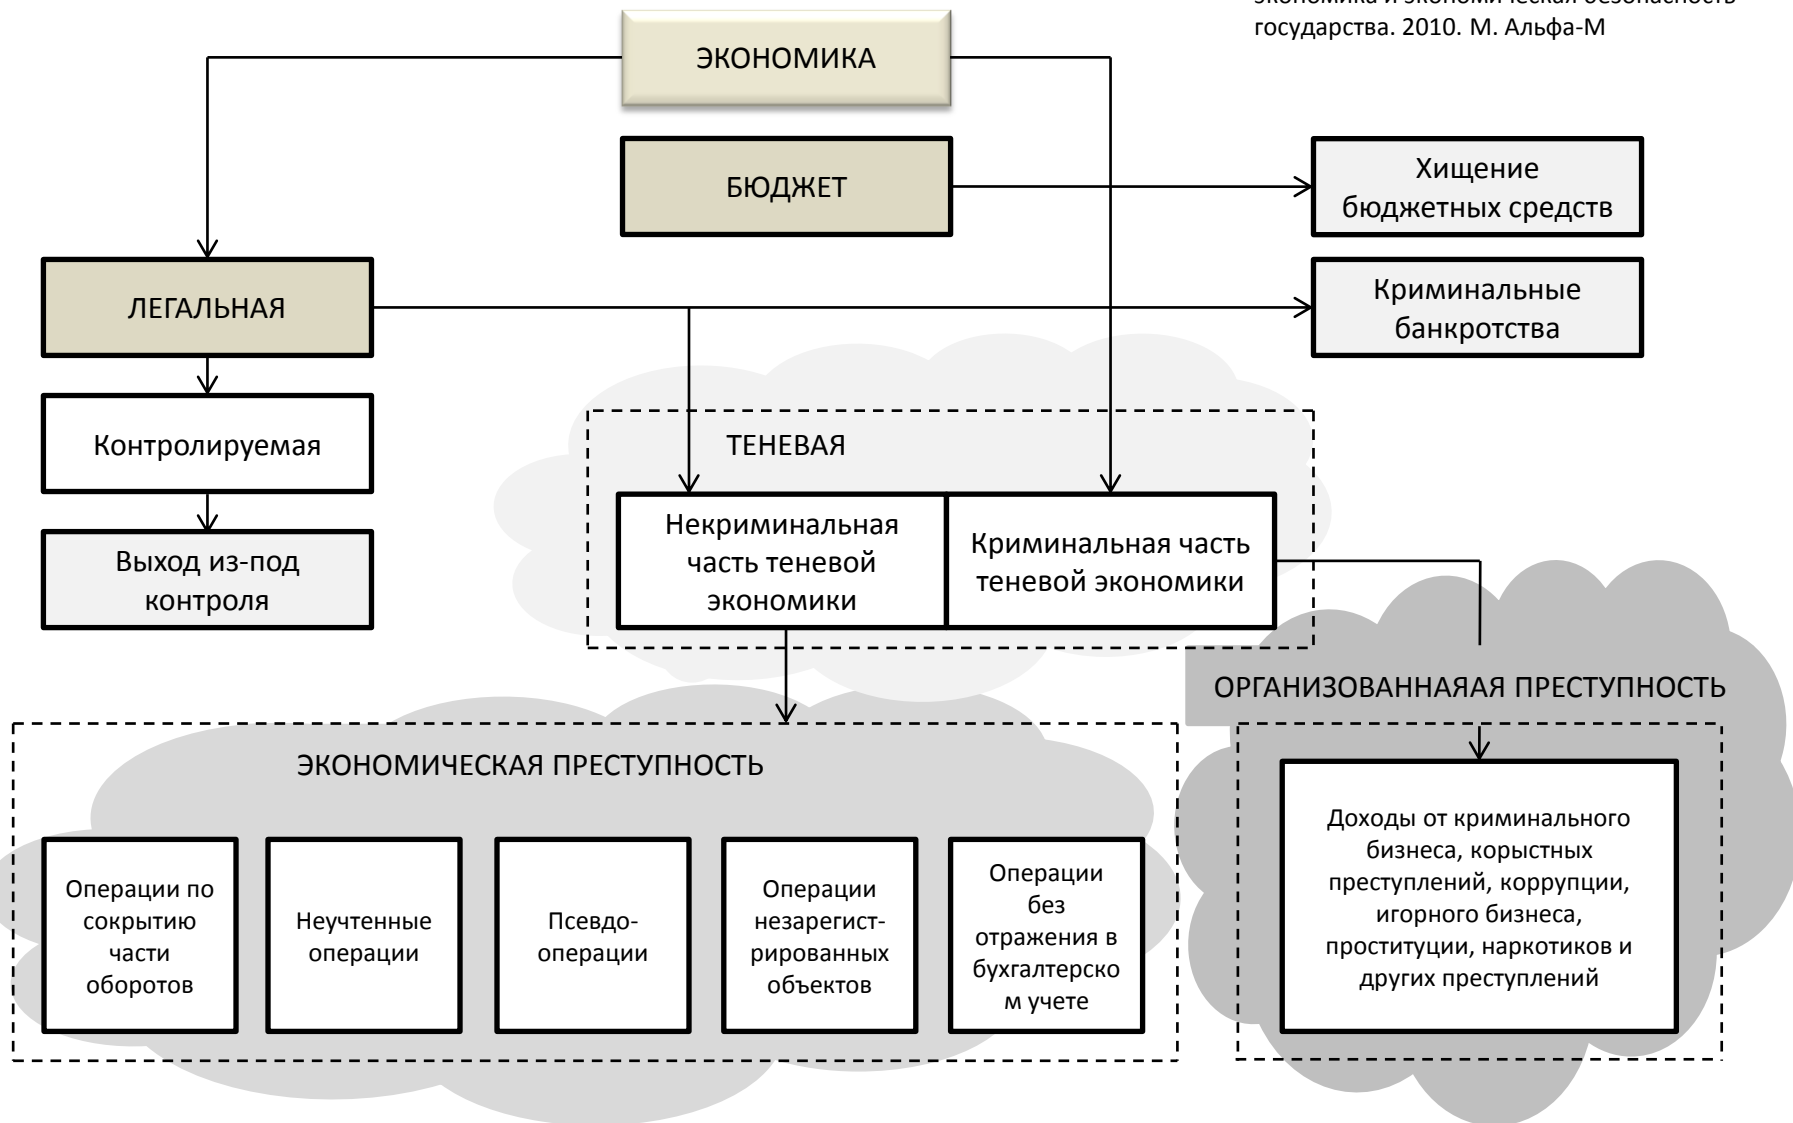 экономика и экономическая безопасность
государства. 2010. М. Альфа-М
ЭКОНОМИКА
БЮДЖЕТ
Хищение
бюджетных средств
ЛЕГАЛЬНАЯ
Криминальные
банкротства
Контролируемая
ТЕНЕВАЯ
Выход из-под
контроля
Некриминальная
часть теневой
экономики
Криминальная часть
теневой экономики
ОРГАНИЗОВАННАЯАЯ ПРЕСТУПНОСТЬ
ЭКОНОМИЧЕСКАЯ ПРЕСТУПНОСТЬ
Операции по
сокрытию
части
оборотов
Неучтенные
операции
Псевдо-
операции
Операции
незарегист-
рированных
объектов
Операции
без
отражения в
бухгалтерско
м учете
Доходы от криминального
бизнеса, корыстных
преступлений, коррупции,
игорного бизнеса,
проституции, наркотиков и
других преступлений